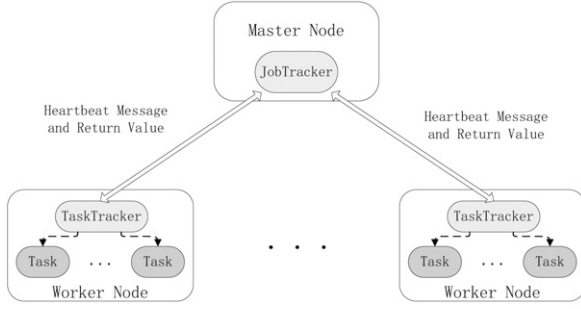 Master Node
JobTracker
Heartbeat Message
and Return Value
Heartbeat Message
and Return Value
TaskTracker
Task ... Task
Worker Node
. . .
TaskTracker
Task ... Task
Worker Node